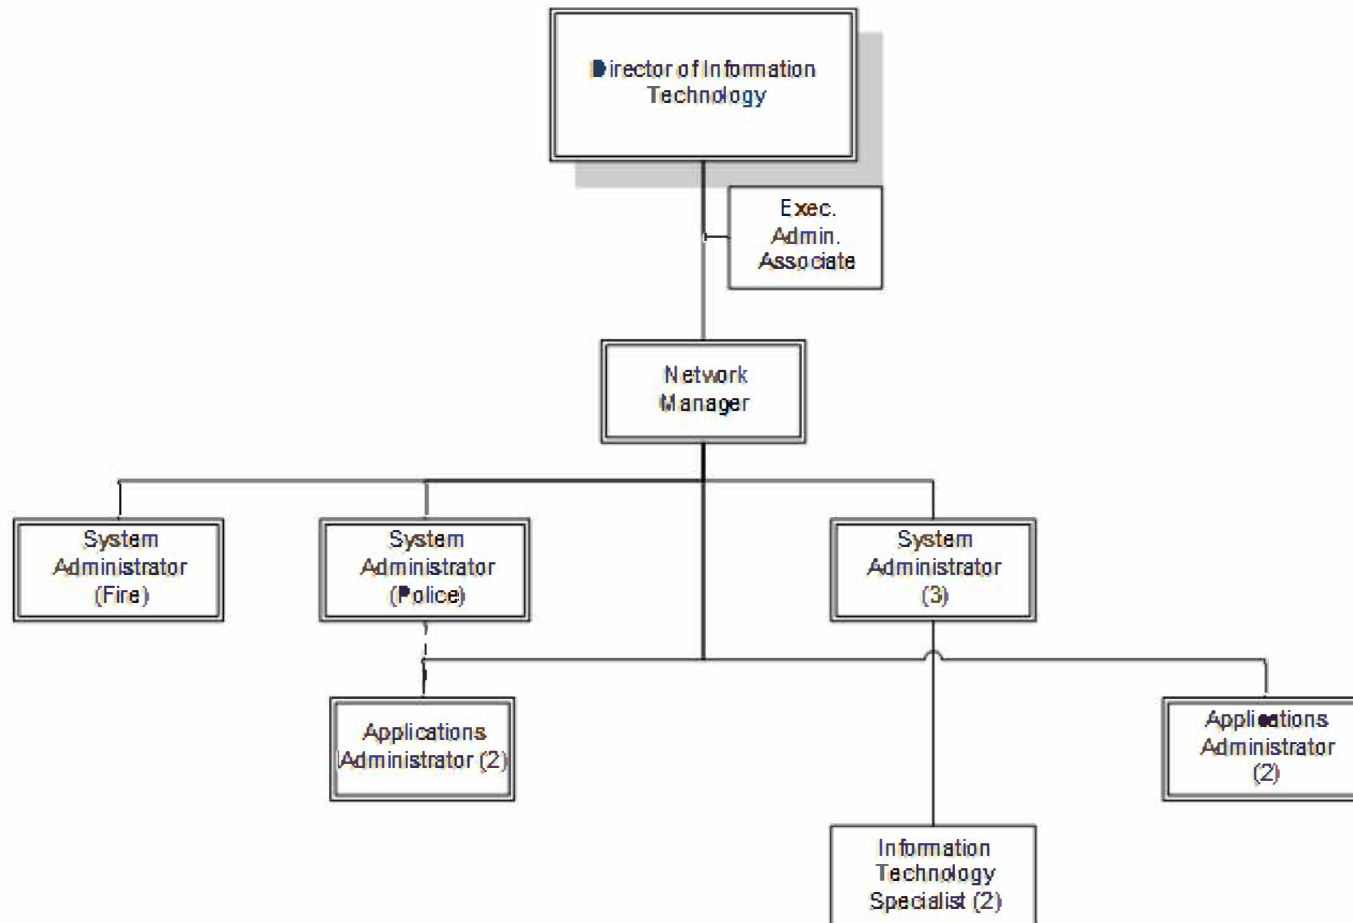 Director of Information
Technology
Exec.
Admin.
Associate
Network
Manager
System
Administrator
(Fire)
System
Administrator
(Police)
System
Administrator
(3)
Applications
Administrator (2)
Applications
Administrator
(2)
Information
Technology
Specialist (2)